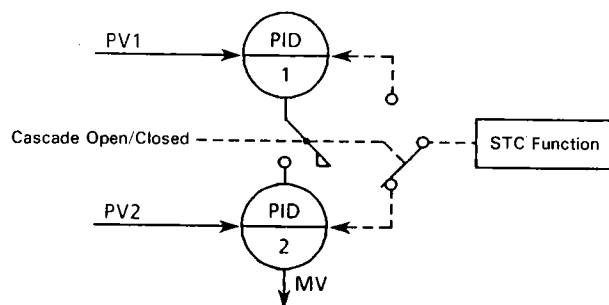 PV1
PID
1
Cascade Open/Closed
STC Function
PV2
PID
2
MV